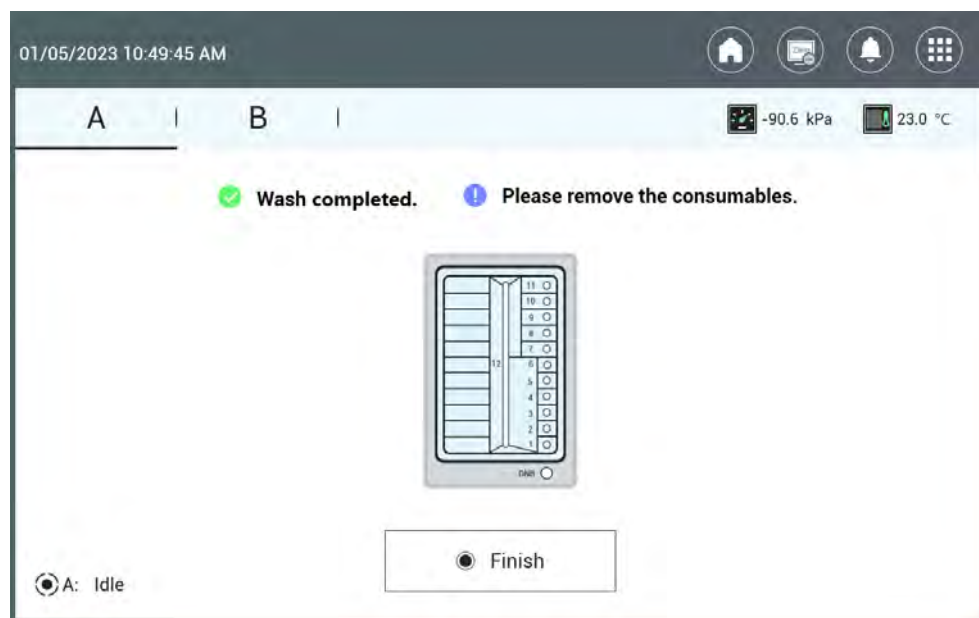 01/05/2023 10:49:45 AM
A
B
-90.6 kPa
23.0 °C
Wash completed.
Please remove the consumables.
11
10
9
8
7
12
6
5
4
3
2
1
DNB
Finish
A: Idle